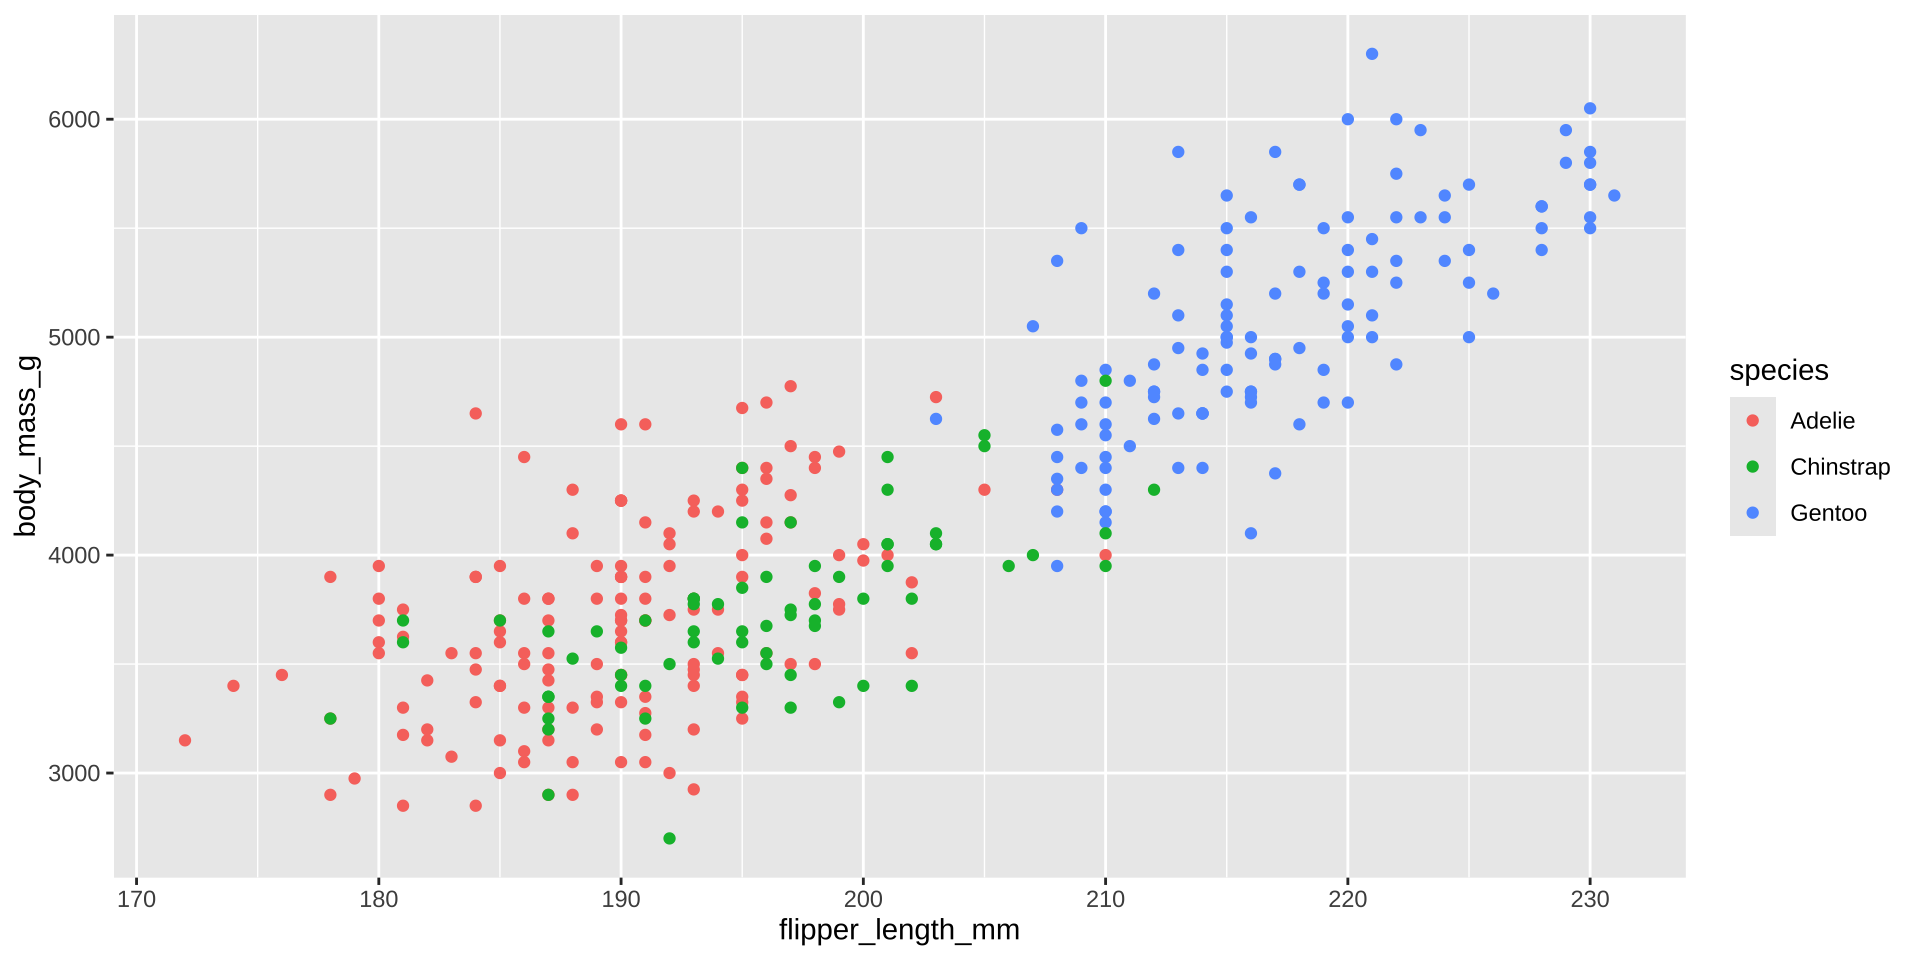 6000
5000
4000
3000
body_mass_g
170 180 190 200 210 220 230
flipper_length_mm
species
Adelie
Chinstrap
Gentoo